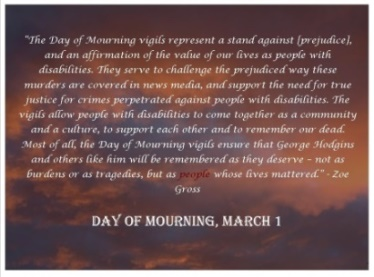 "The Day of Mourning vigils represent a stand against [prejudice],
and an affirmation of the value of our lives as people with
disabilities. They serve to challenge the prejudiced way these
murders are covered in news media, and support the need for true
justice for crimes perpetrated against people with disabilities. The
vigils allow people with disabilities to come together as a community
and a culture, to support each other and to remember our dead.
Most of all, the Day of Mourning vigils ensure that George Hodgins
and others like him will be remembered as they deserve – not as
burdens or as tragedies, but as people whose lives mattered." - Zoe
Gross
DAY OF MOURNING, MARCH 1